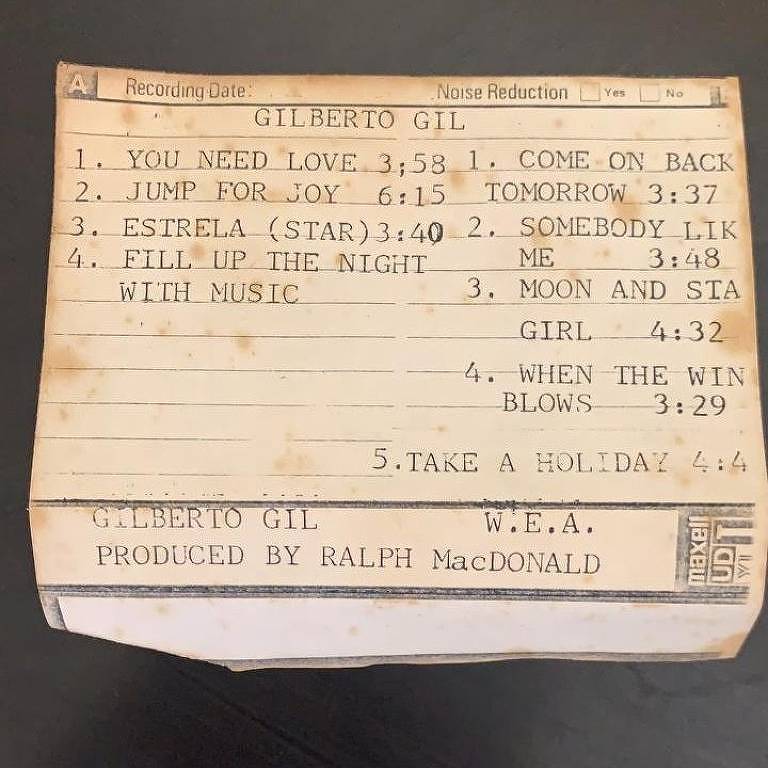 A Recording Date: Noise Reduction Yes No
GILBERTO GIL
1. YOU NEED LOVE 3;58
2. JUMP FOR JOY 6:15
3. ESTRELA (STAR) 3:40
4. FILL UP THE NIGHT
WITH MUSIC
1. COME ON BACK
TOMORROW 3:37
2. SOMEBODY LIK
ME 3:48
3. MOON AND STA
GIRL 4:32
4. WHEN THE WIN
BLOWS 3:29
5.TAKE A HOLIDAY 4:4
GILBERTO GIL W.E.A.
PRODUCED BY RALPH MacDONALD
maxell
UD